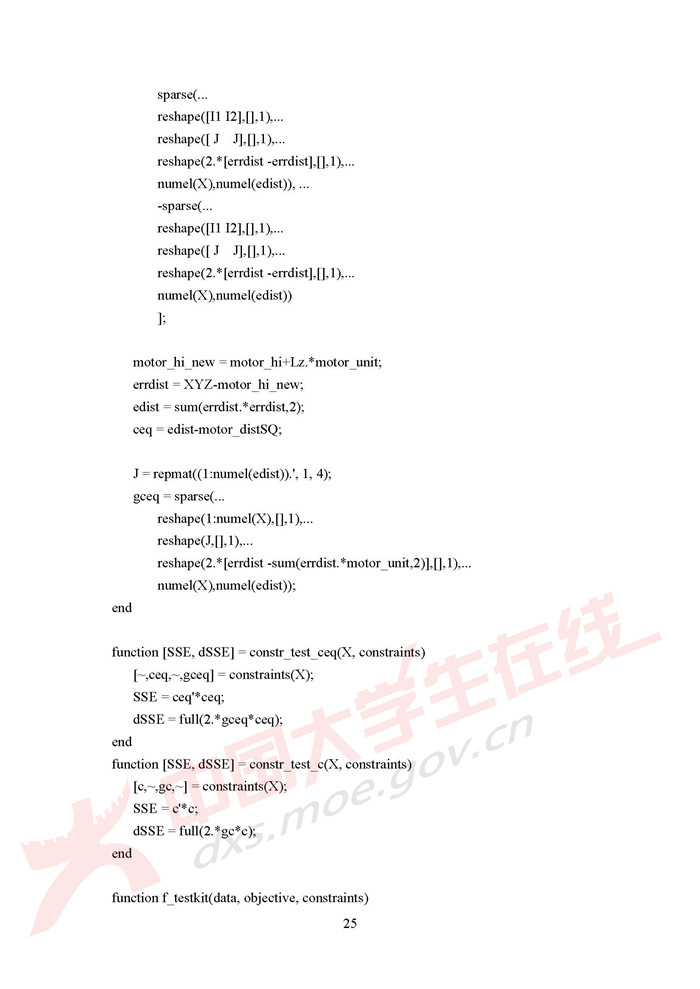 sparse(...
reshape([I1 I2],[],1),...
reshape([ J    J],[],1),...
reshape(2.*[errdist -errdist],[],1),...
numel(X),numel(edist)), ...
-sparse(...
reshape([I1 I2],[],1),...
reshape([ J    J],[],1),...
reshape(2.*[errdist -errdist],[],1),...
numel(X),numel(edist))
];
motor_hi_new = motor_hi+Lz.*motor_unit;
errdist = XYZ-motor_hi_new;
edist = sum(errdist.*errdist,2);
ceq = edist-motor_distSQ;
J = repmat((1:numel(edist)).', 1, 4);
gceq = sparse(...
reshape(1:numel(X),[],1),...
reshape(J,[],1),...
reshape(2.*[errdist -sum(errdist.*motor_unit,2)],[],1),...
numel(X),numel(edist));
end
function [SSE, dSSE] = constr_test_ceq(X, constraints)
[~,ceq,~,gceq] = constraints(X);
SSE = ceq'*ceq;
dSSE = full(2.*gceq*ceq);
end
function [SSE, dSSE] = constr_test_c(X, constraints)
[c,~,gc,~] = constraints(X);
SSE = c'*c;
dSSE = full(2.*gc*c);
end
function f_testkit(data, objective, constraints)
25
中国大学生在线
dxs.moe.gov.cn